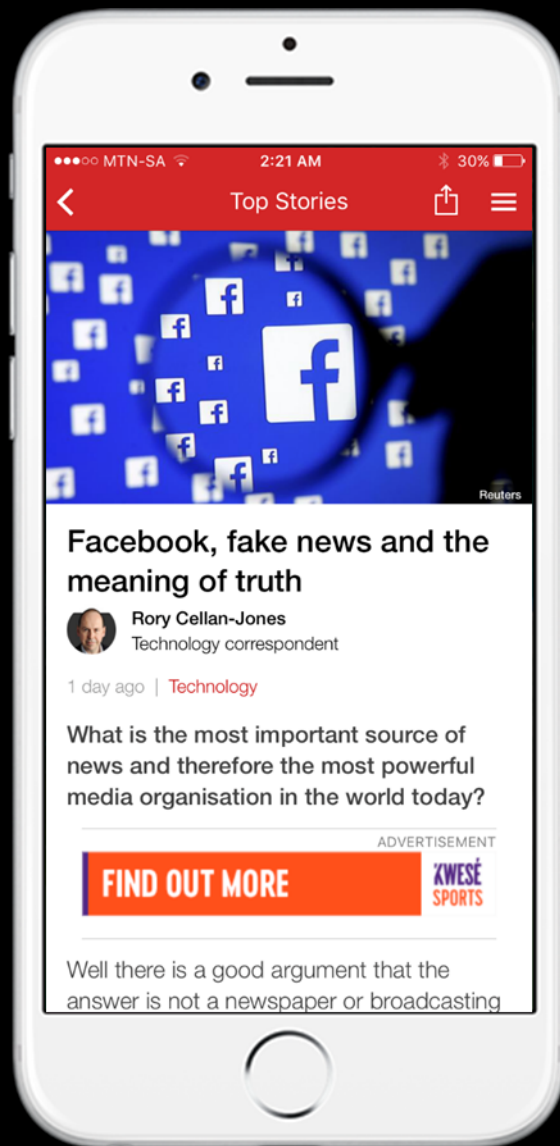 MTN-SA 2:21 AM 30%
Top Stories
Reuters
Facebook, fake news and the
meaning of truth
Rory Cellan-Jones
Technology correspondent
1 day ago | Technology
What is the most important source of
news and therefore the most powerful
media organisation in the world today?
ADVERTISEMENT
FIND OUT MORE
KWESÉ
SPORTS
Well there is a good argument that the
answer is not a newspaper or broadcasting